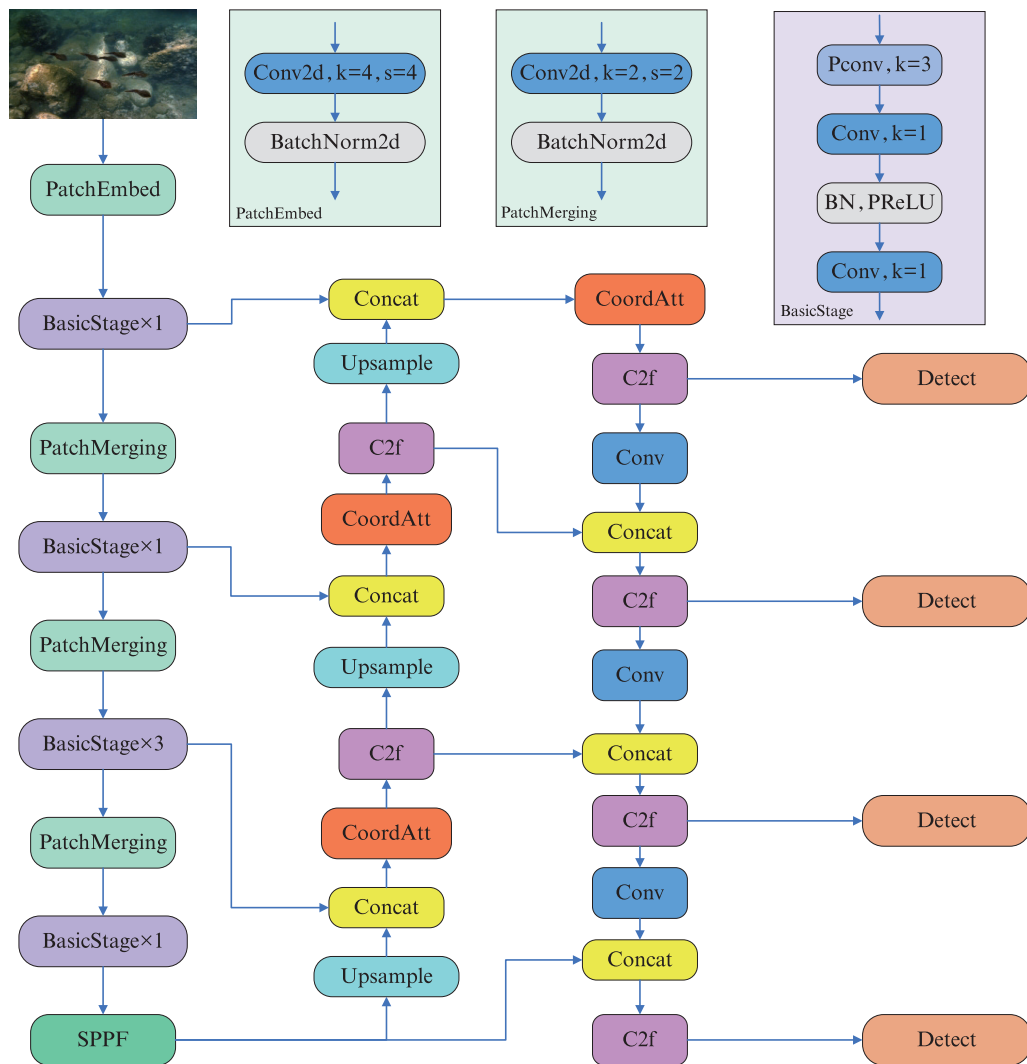 Conv2d, k=4, s=4
BatchNorm2d
PatchEmbed
Conv2d, k=2, s=2
BatchNorm2d
PatchMerging
Pconv, k=3
Conv, k=1
BN, PReLU
Conv, k=1
BasicStage
PatchEmbed
BasicStage×1
PatchMerging
BasicStage×1
PatchMerging
BasicStage×3
PatchMerging
BasicStage×1
SPPF
Concat
Upsample
C2f
CoordAtt
Concat
Upsample
C2f
CoordAtt
Concat
Upsample
CoordAtt
C2f
Conv
Concat
C2f
Conv
Concat
C2f
Conv
Concat
C2f
Detect
Detect
Detect
Detect